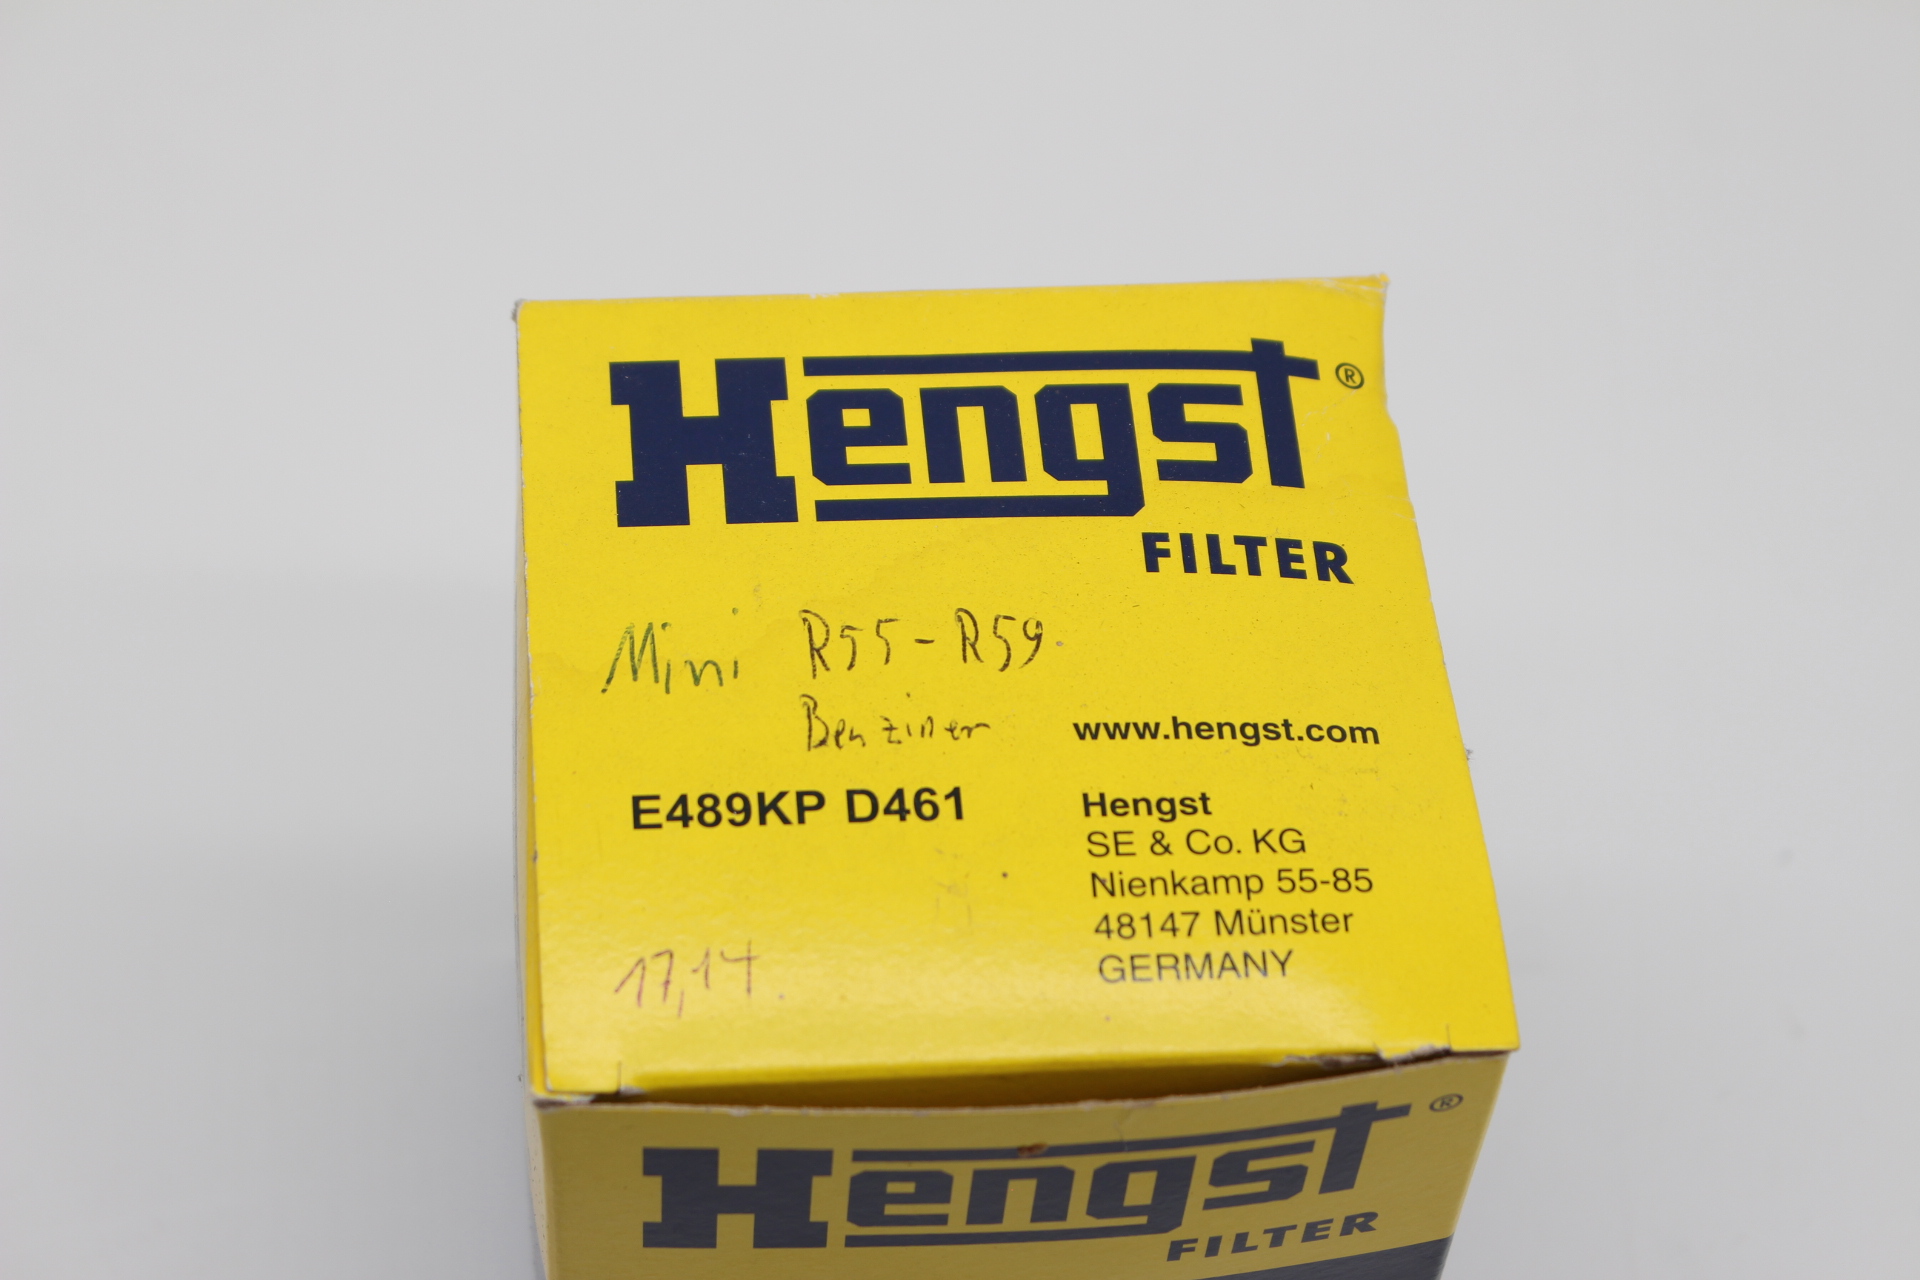 Hengst®
FILTER
Mini R55-R59.
Benziner
www.hengst.com
E489KP D461
Hengst
SE & Co. KG
Nienkamp 55-85
48147 Münster
GERMANY
17,14
Hengst®
FILTER